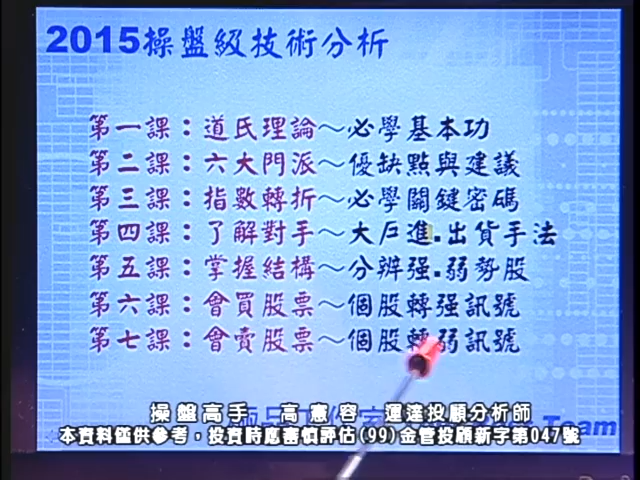 2015操盤級技術分析
第一課：道氏理論～必學基本功
第二課：六大門派～優缺點與建議
第三課：指數轉折～必學關鍵密碼
第四課：了解對手～大戶進.出貨手法
第五課：掌握結構～分辨强.弱勢股
第六課：會買股票～個股轉强訊號
第七課：會賣股票～個股轉弱訊號
Team
操盤高手 高憲容 運達投顧分析師
本資料僅供參考，投資時應審慎評估(99)金管投顧新字第047號